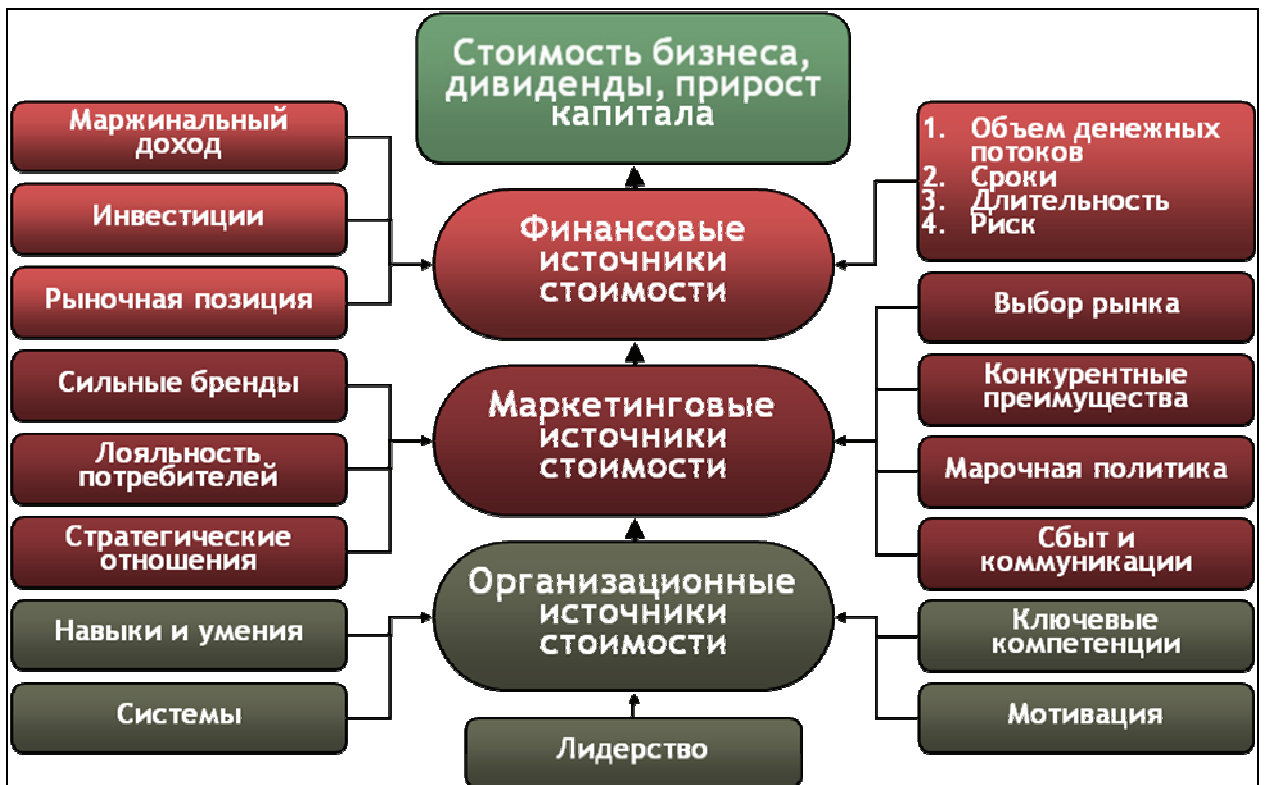 Стоимость бизнеса,
дивиденды, прирост
капитала
Маржинальный
доход
Инвестиции
Рыночная позиция
Сильные бренды
Лояльность
потребителей
Стратегические
отношения
Навыки и умения
Системы
Финансовые
источники
стоимости
Маркетинговые
источники
стоимости
Организационные
источники
стоимости
Лидерство
1. Объем денежных
потоков
2. Сроки
3. Длительность
4. Риск
Выбор рынка
Конкурентные
преимущества
Марочная политика
Сбыт и
коммуникации
Ключевые
компетенции
Мотивация